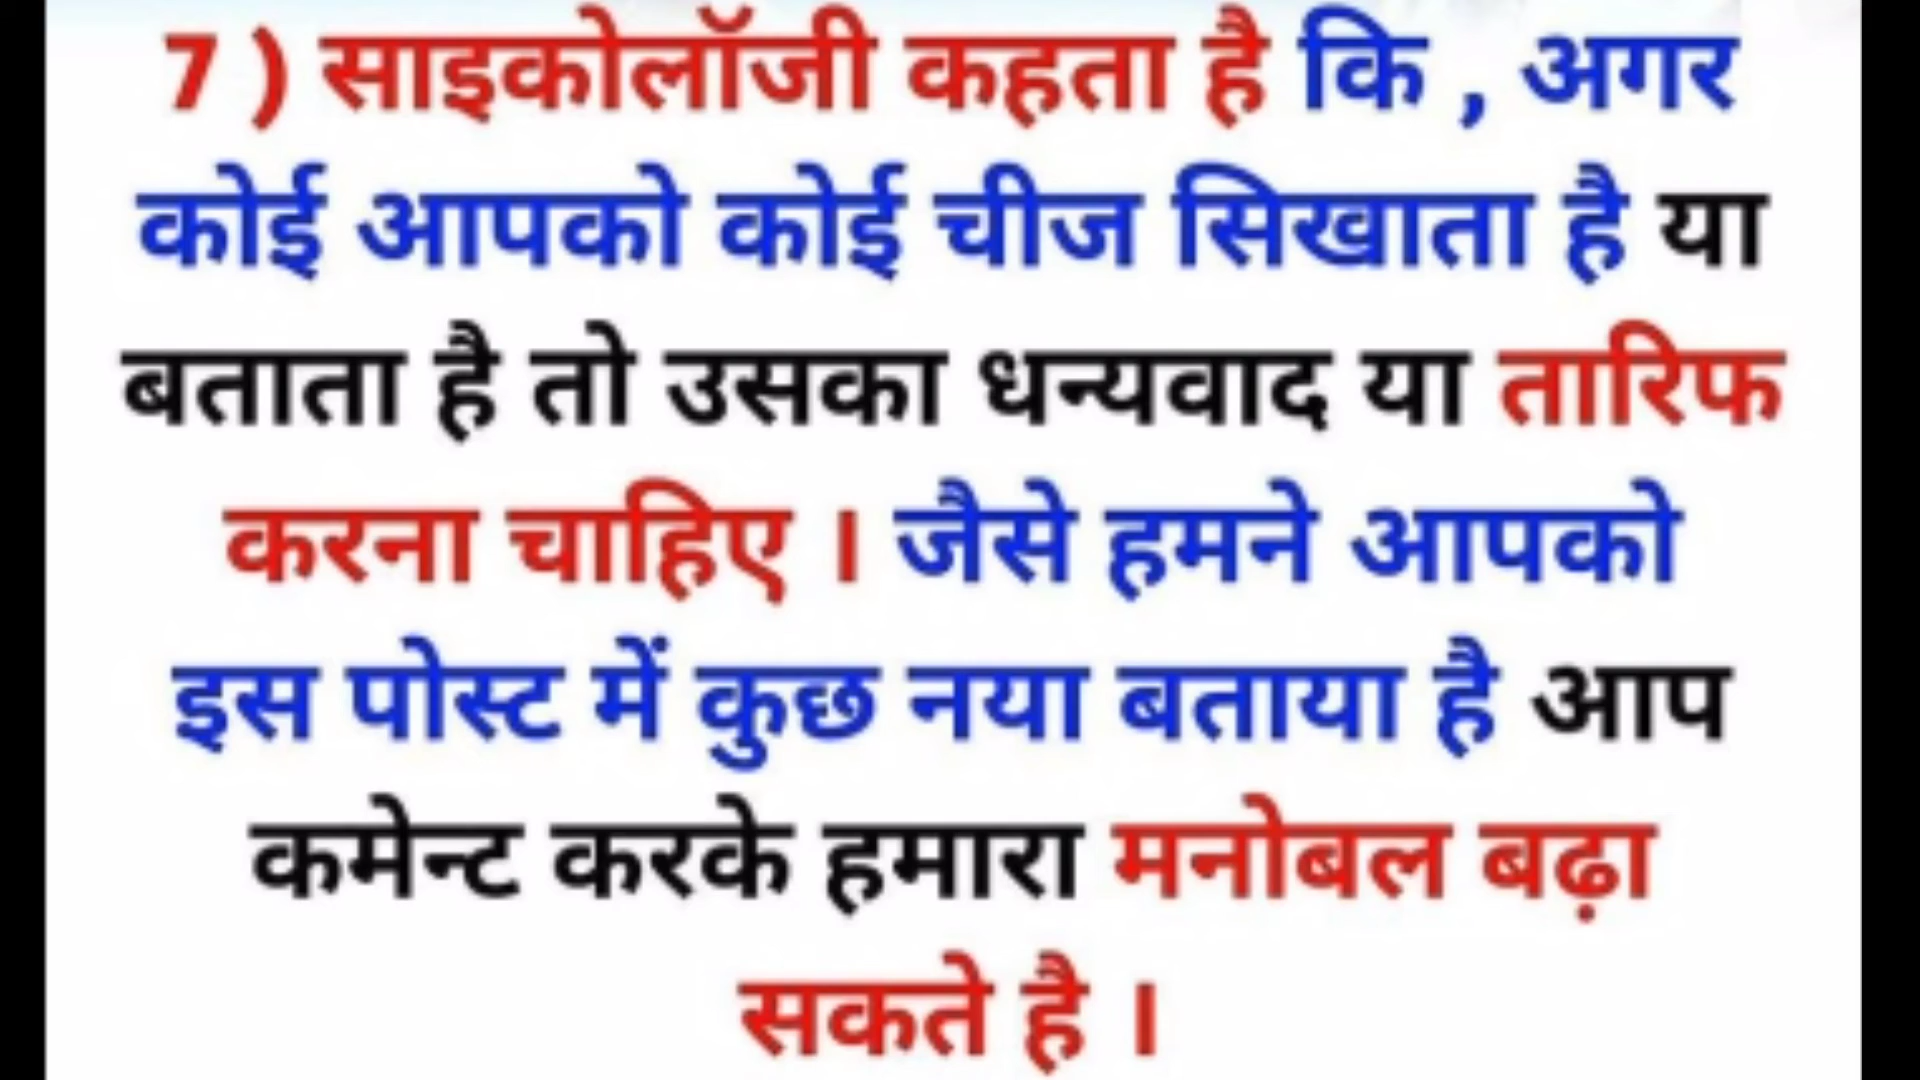 7 ) साइकोलॉजी कहता है कि , अगर
कोई आपको कोई चीज सिखाता है या
बताता है तो उसका धन्यवाद या तारिफ
करना चाहिए । जैसे हमने आपको
इस पोस्ट में कुछ नया बताया है आप
कमेन्ट करके हमारा मनोबल बढ़ा
सकते है ।